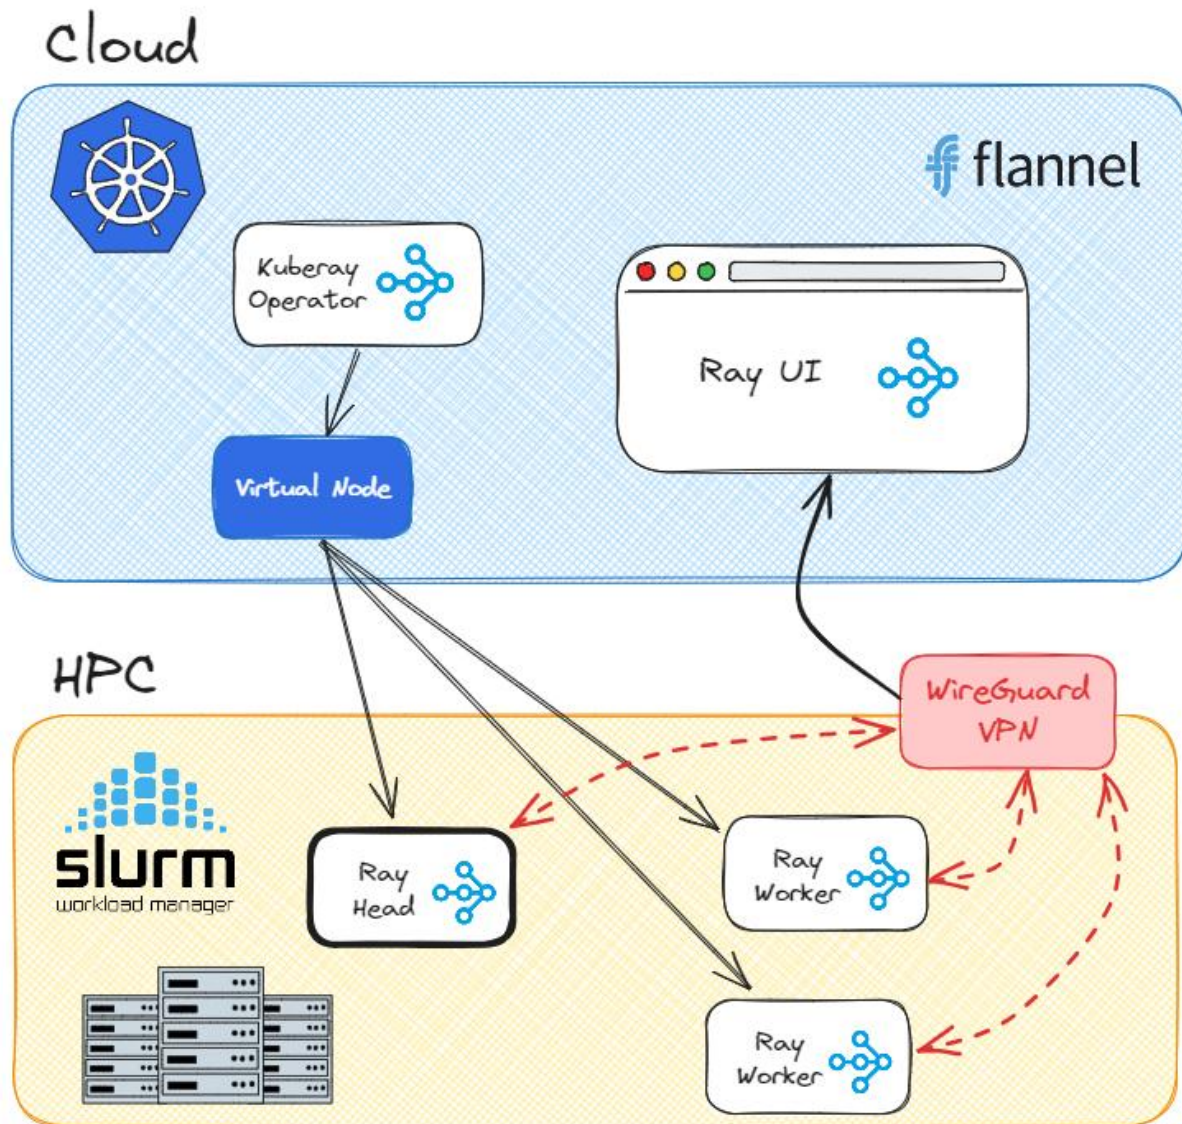 Cloud
flannel
Kuberay
Operator
Ray UI
Virtual Node
HPC
WireGuard
VPN
slurm
workload manager
Ray
Head
Ray
Worker
Ray
Worker